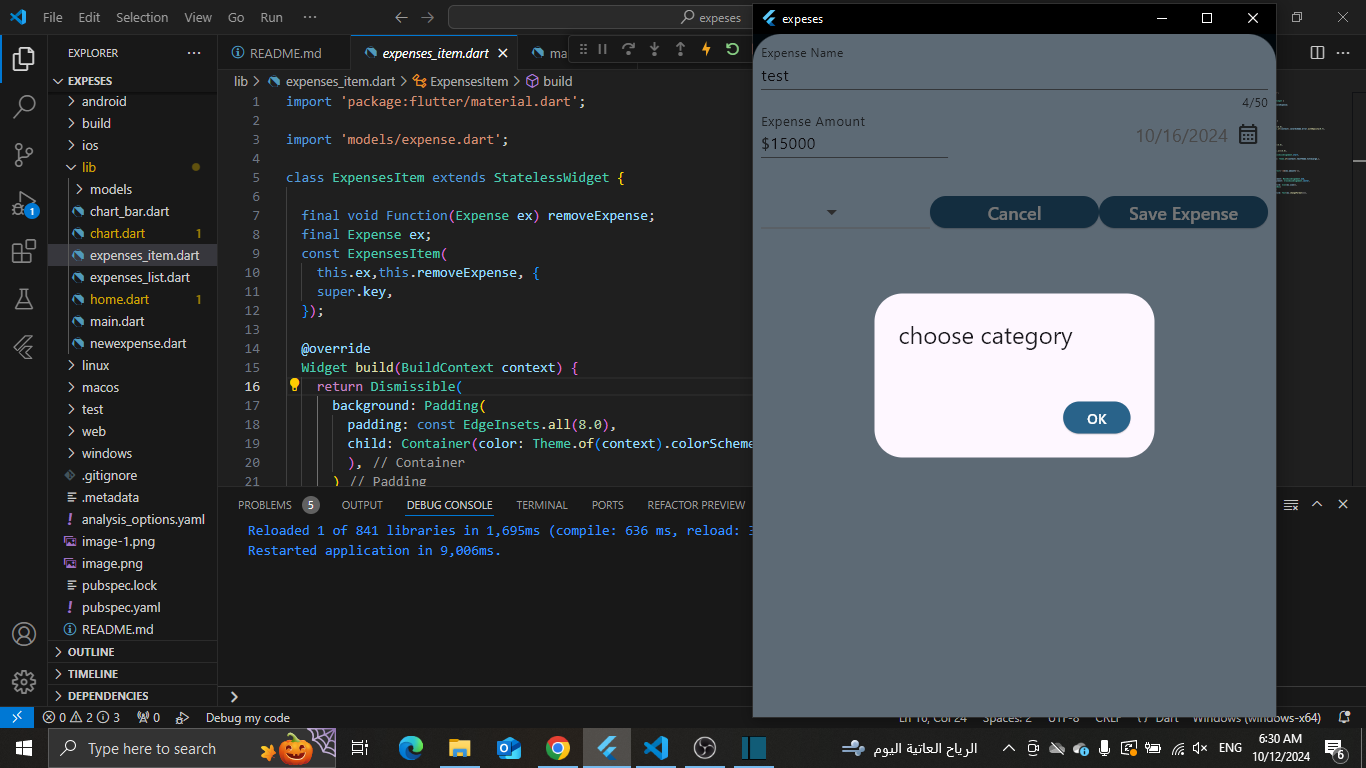 File Edit Selection View Go Run ··· expeses
expeses
EXPLORER
EXPESES
android
build
ios
lib
models
chart_bar.dart
chart.dart 1
expenses_item.dart
expenses_list.dart
home.dart 1
main.dart
newexpense.dart
linux
macos
test
web
windows
.gitignore
.metadata
analysis_options.yaml
image-1.png
image.png
pubspec.lock
pubspec.yaml
README.md
OUTLINE
TIMELINE
DEPENDENCIES
1
README.md expenses_item.dart ma
lib > expenses_item.dart > ExpensesItem > build
1 import 'package:flutter/material.dart';
2
3 import 'models/expense.dart';
4
5 class ExpensesItem extends StatelessWidget {
6
7 final void Function(Expense ex) removeExpense;
8 final Expense ex;
9 const ExpensesItem(
10 this.ex,this.removeExpense, {
11 super.key,
12 });
13
14 @override
15 Widget build(BuildContext context) {
16 return Dismissible(
17 background: Padding(
18 padding: const EdgeInsets.all(8.0),
19 child: Container(color: Theme.of(context).colorScheme
20 ), // Container
21 ) // Padding
PROBLEMS 5 OUTPUT DEBUG CONSOLE TERMINAL PORTS REFACTOR PREVIEW
Reloaded 1 of 841 libraries in 1,695ms (compile: 636 ms, reload: 3
Restarted application in 9,006ms.
Expense Name
test
4/50
Expense Amount
$15000
10/16/2024
Cancel
Save Expense
choose category
OK
0 2 3 0 Debug my code
Ln 16, Col 24 Spaces: 2 UTF-8 CRLF { } Dart Windows (windows-x64)
Type here to search
الرياح العاتية اليوم
ENG
6:30 AM
10/12/2024
6